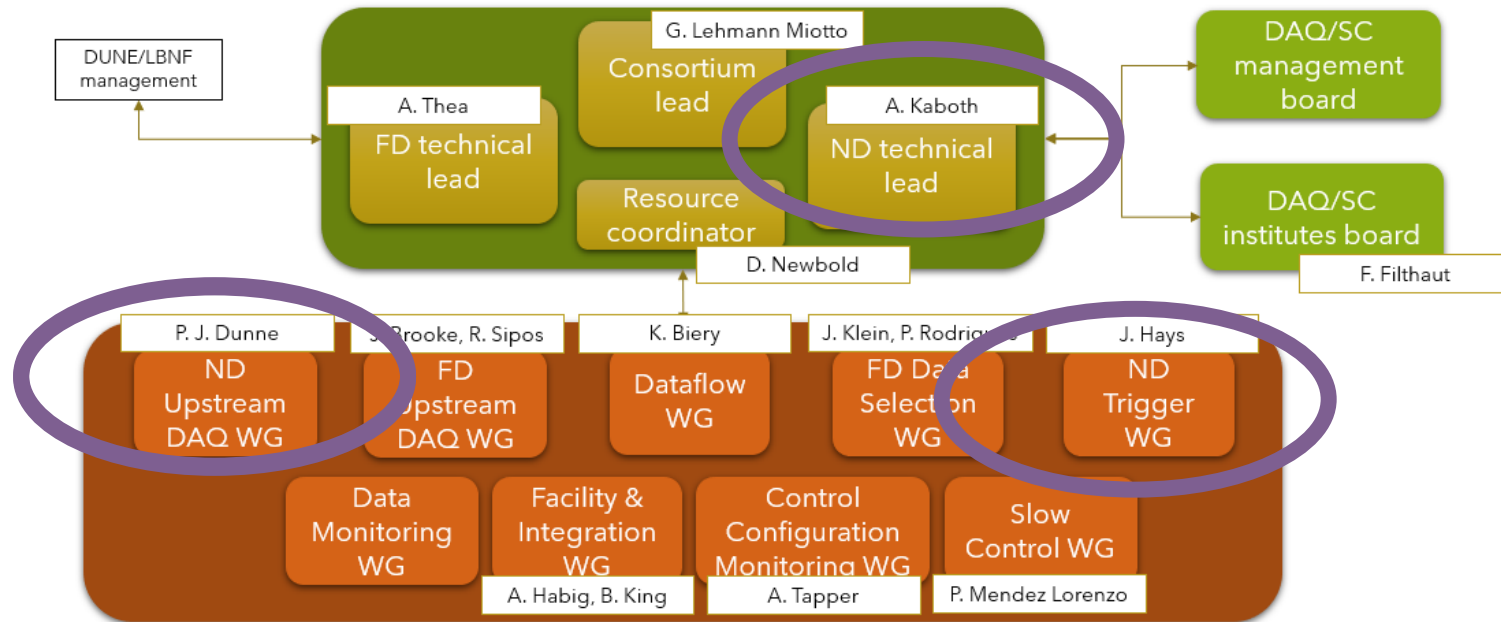 DUNE/LBNF
management
G. Lehmann Miotto
Consortium
lead
A. Thea
FD technical
lead
A. Kaboth
ND technical
lead
Resource
coordinator
D. Newbold
DAQ/SC
management
board
DAQ/SC
institutes board
F. Filthaut
P. J. Dunne
ND
Upstream
DAQ WG
J. Brooke, R. Sipos
FD
Upstream
DAQ WG
K. Biery
Dataflow
WG
J. Klein, P. Rodrigues
FD Data
Selection
WG
J. Hays
ND
Trigger
WG
Data
Monitoring
WG
Facility &
Integration
WG
A. Habig, B. King
Control
Configuration
Monitoring WG
A. Tapper
Slow
Control WG
P. Mendez Lorenzo